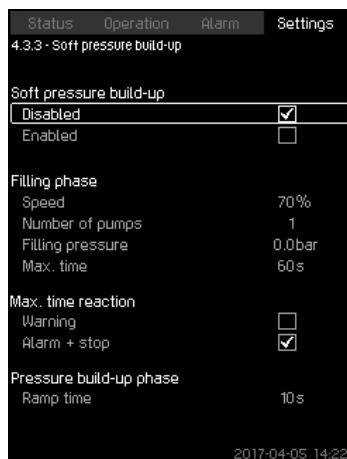 Status Operation Alarm Settings
4.3.3 - Soft pressure build-up
Soft pressure build-up
Disabled
Enabled
Filling phase
Speed 70%
Number of pumps 1
Filling pressure 0.0bar
Max. time 60s
Max. time reaction
Warning
Alarm + stop
Pressure build-up phase
Ramp time 10s
2017-04-05 14:22